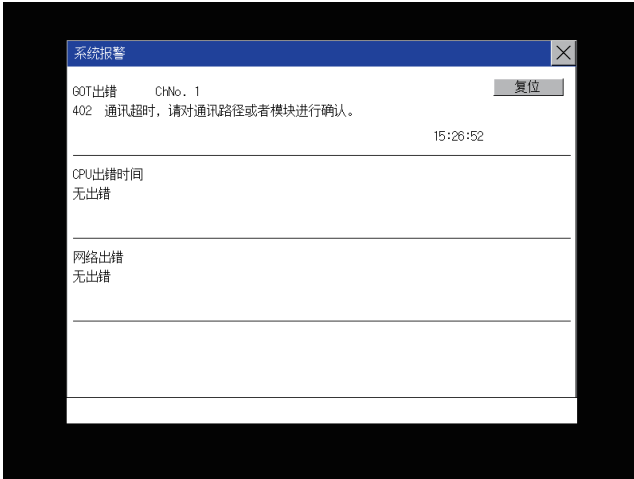 系统报警
GOT出错 ChNo. 1
复位
402 通讯超时，请对通讯路径或者模块进行确认。
15:26:52
CPU出错时间
无出错
网络出错
无出错